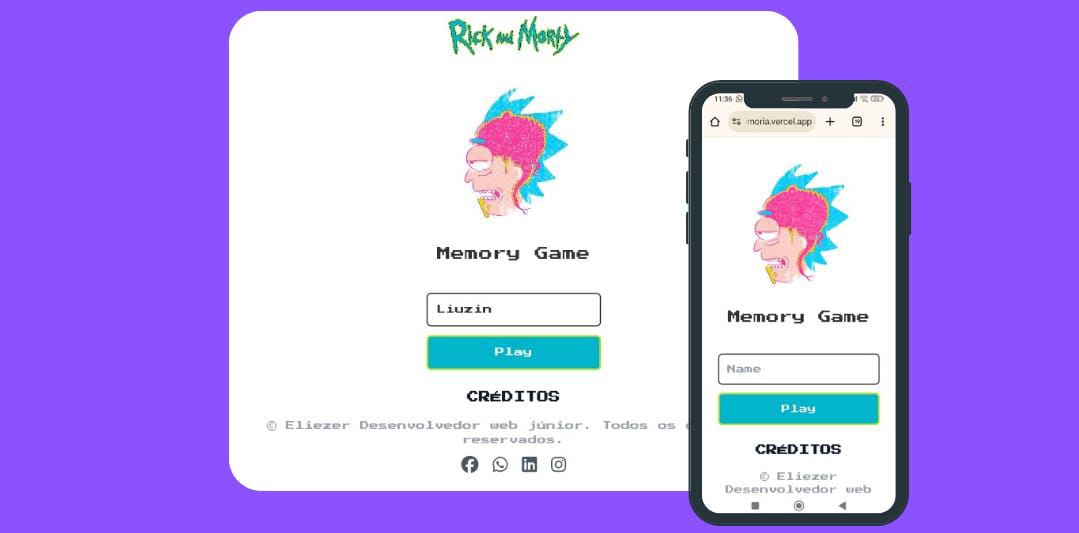 Rick and Morty
Memory Game
Liuzin
Play
CRÉDITOS
© Eliezer Desenvolvedor web júnior. Todos os
reservados.
11:36
moria.vercel.app
19
Memory Game
Name
Play
CRÉDITOS
© Eliezer
Desenvolvedor web